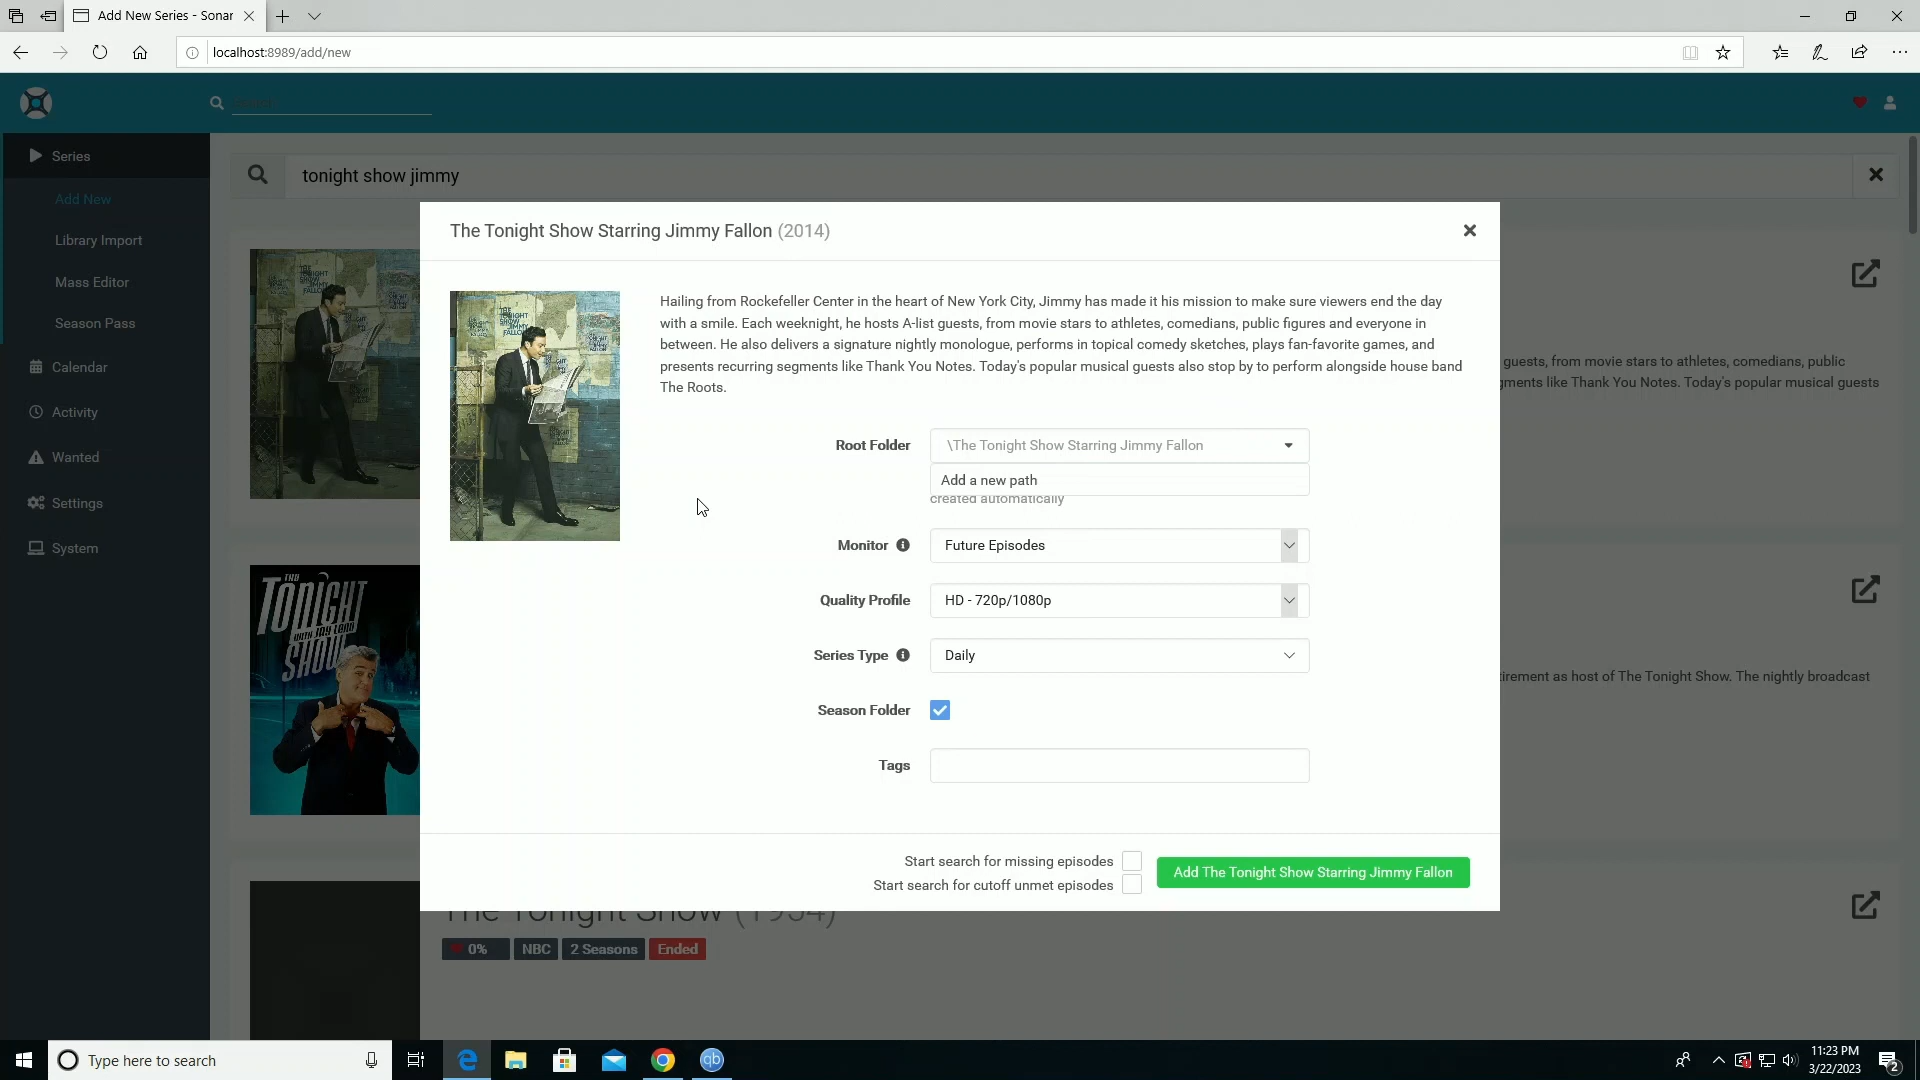 Add New Series - Sonar
localhost:8989/add/new
Series
Add New
Library Import
Mass Editor
Season Pass
Calendar
Activity
Wanted
Settings
System
tonight show jimmy
The Tonight Show Starring Jimmy Fallon (2014)
Hailing from Rockefeller Center in the heart of New York City, Jimmy has made it his mission to make sure viewers end the day
with a smile. Each weeknight, he hosts A-list guests, from movie stars to athletes, comedians, public figures and everyone in
between. He also delivers a signature nightly monologue, performs in topical comedy sketches, plays fan-favorite games, and
presents recurring segments like Thank You Notes. Today's popular musical guests also stop by to perform alongside house band
The Roots.
guests, from movie stars to athletes, comedians, public
gments like Thank You Notes. Today's popular musical guests
Root Folder
\The Tonight Show Starring Jimmy Fallon
Add a new path
created automatically
Monitor
Future Episodes
Quality Profile
HD - 720p/1080p
Series Type
Daily
Season Folder
Tags
THE
TONIGHT
WITH JAY LENO
SHOW
tirement as host of The Tonight Show. The nightly broadcast
Start search for missing episodes
Start search for cutoff unmet episodes
Add The Tonight Show Starring Jimmy Fallon
The Tonight Show (1954)
0%
NBC
2 Seasons
Ended
Type here to search
qb
11:23 PM
3/22/2023
2